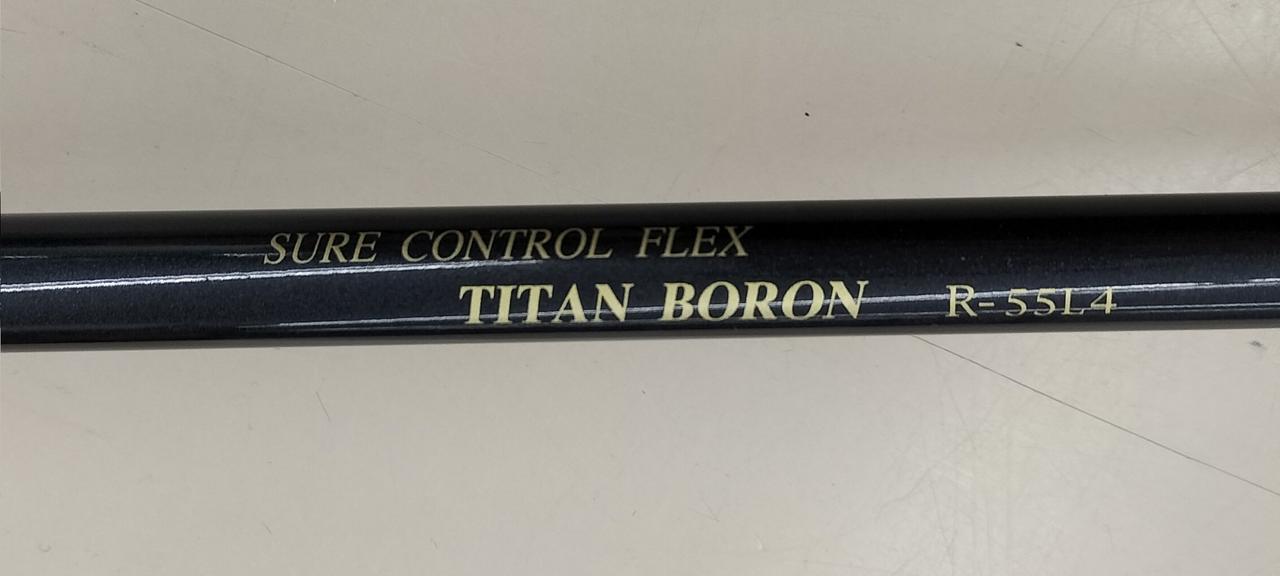 SURE CONTROL FLEX
TITAN BORON R-55L4